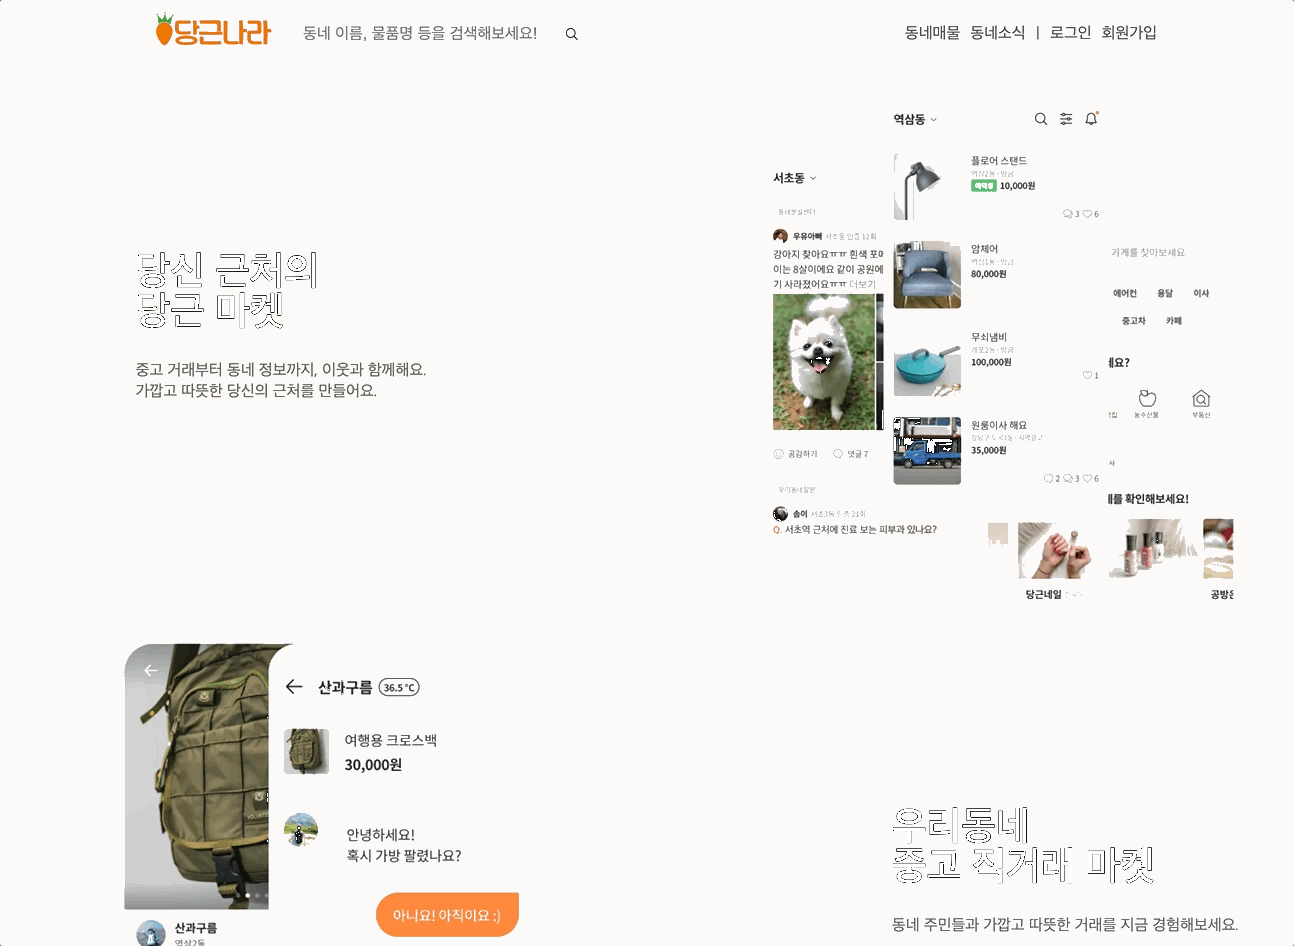 당근나라
동네 이름, 물품명 등을 검색해보세요!
동네매물 동네소식 | 로그인 회원가입
당신 근처의
당근 마켓
중고 거래부터 동네 정보까지, 이웃과 함께해요.
가깝고 따뜻한 당신의 근처를 만들어요.
서초동
동네분실센터
우유아빠 서초동 인증 12회
강아지 찾아요ㅠㅠ 흰색 포
이는 8살이에요 같이 공원에
기 사라졌어요ㅠㅠ 더보기
공감하기 댓글 7
우리동네질문
송이 서초3동 인증 21회
Q. 서초역 근처에 진료 보는 피부과 있나요?
역삼동
플로어 스탠드
역삼2동 · 방금
예약중 10,000원
3 6
암체어
역삼1동 · 방금
80,000원
무쇠냄비
개포2동 · 방금
100,000원
1
원룸이사 해요
35,000원
2 3 6
가게를 찾아보세요
에어컨 용달 이사
중고차 카페
요?
농수산물 부동산
를 확인해보세요!
당근네일
공방
산과구름 36.5 °C
여행용 크로스백
30,000원
안녕하세요!
혹시 가방 팔렸나요?
아니요! 아직이요 :)
산과구름
역삼2동
우리동네
중고 직거래 마켓
동네 주민들과 가깝고 따뜻한 거래를 지금 경험해보세요.